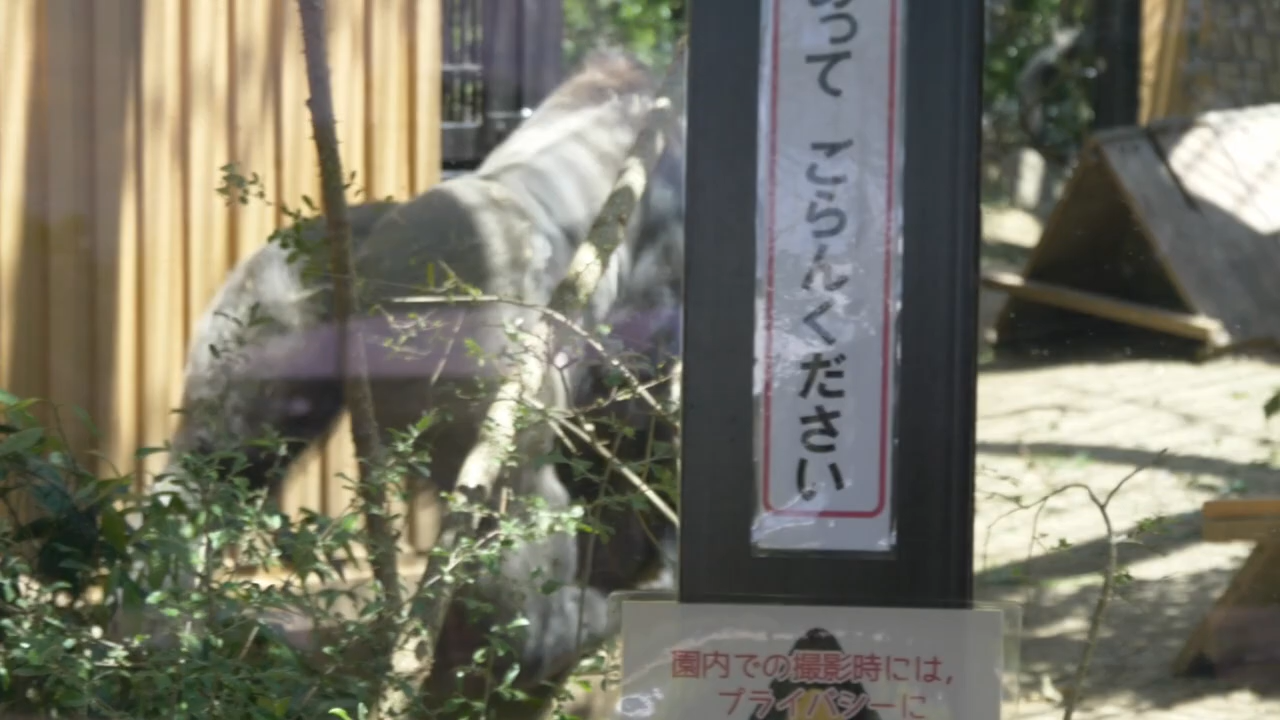 って ごらんください
園内での撮影時には,
プライバシーに